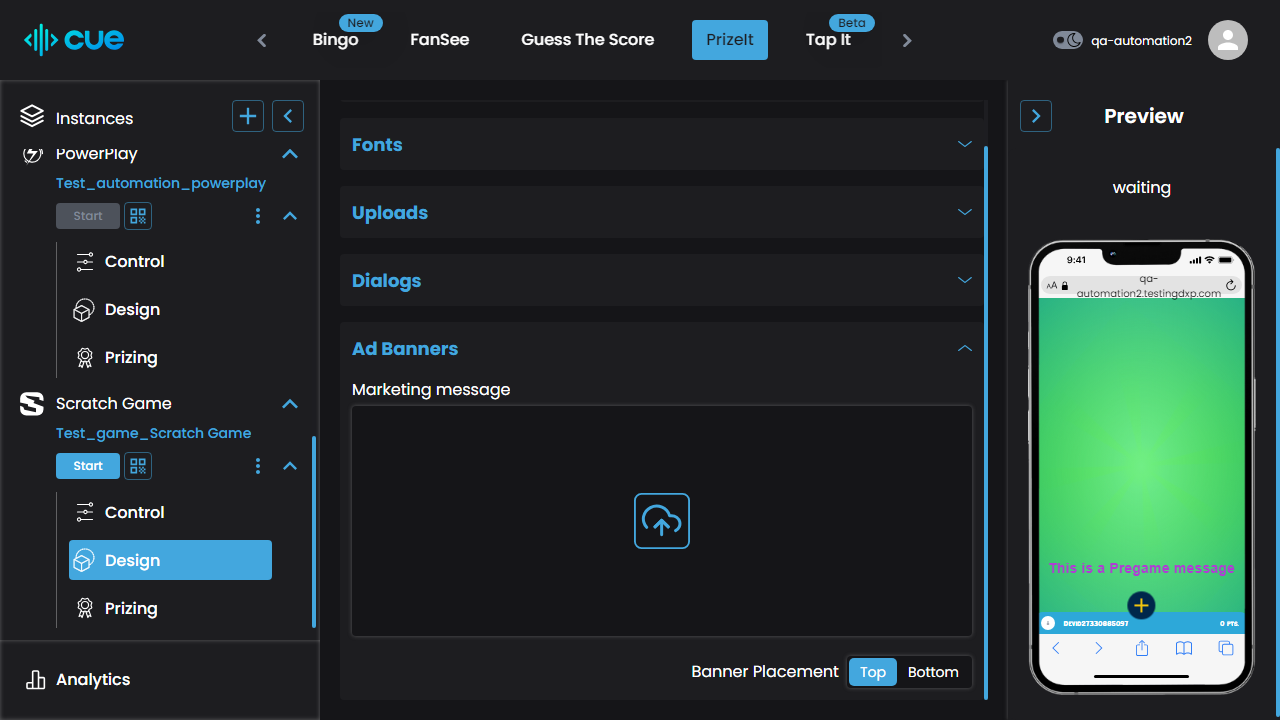 cue
Bingo
New
FanSee
Guess The Score
PrizeIt
Tap It
Beta
qa-automation2
Instances
PowerPlay
Test_automation_powerplay
Start
Control
Design
Prizing
Scratch Game
Test_game_Scratch Game
Start
Control
Design
Prizing
Analytics
Fonts
Uploads
Dialogs
Ad Banners
Marketing message
Banner Placement
Top
Bottom
Preview
waiting
9:41
AA
qa-
automation2.testingdxp.com
This is a Pregame message
0 PTS.